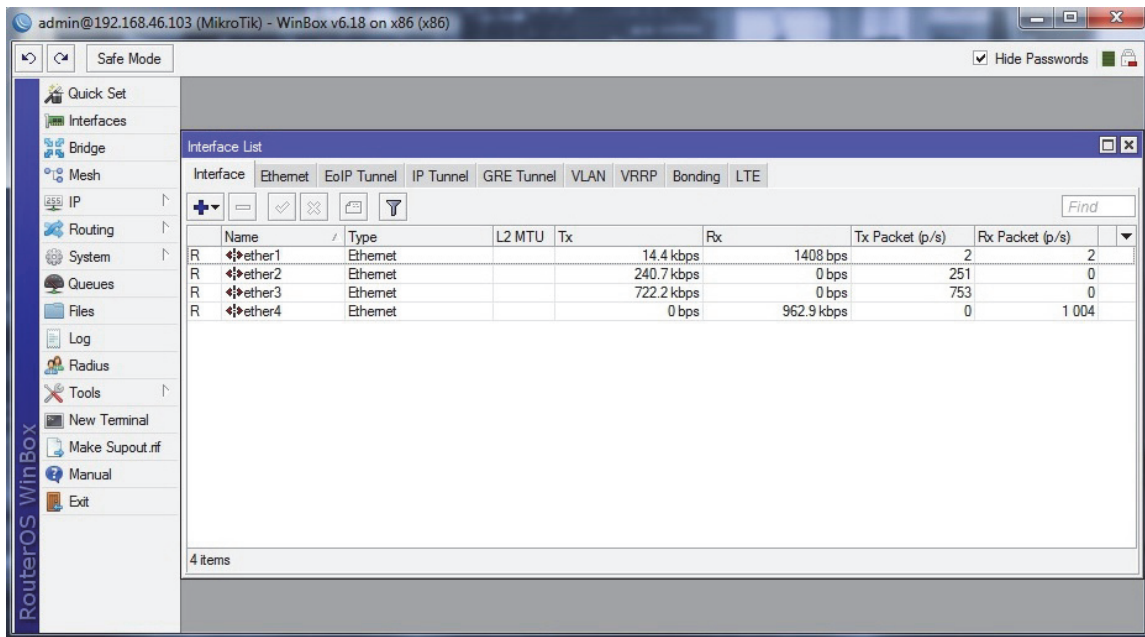 admin@192.168.46.103 (MikroTik) - WinBox v6.18 on x86 (x86)
Safe Mode
Hide Passwords
Quick Set
Interfaces
Bridge
Mesh
IP
Routing
System
Queues
Files
Log
Radius
Tools
New Terminal
Make Supout.rif
Manual
Exit
RouterOS WinBox
Interface List
Interface Ethernet EoIP Tunnel IP Tunnel GRE Tunnel VLAN VRRP Bonding LTE
Find
Name / Type L2 MTU Tx Rx Tx Packet (p/s) Rx Packet (p/s)
R ether1 Ethernet 14.4 kbps 1408 bps 2 2
R ether2 Ethernet 240.7 kbps 0 bps 251 0
R ether3 Ethernet 722.2 kbps 0 bps 753 0
R ether4 Ethernet 0 bps 962.9 kbps 0 1 004
4 items